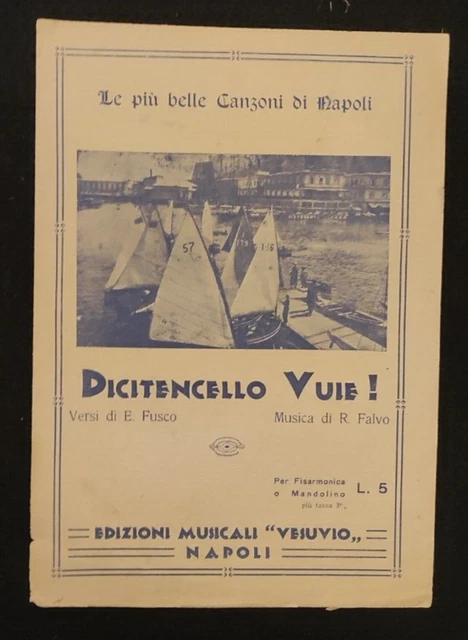 Le più belle Canzoni di Napoli
57
DICITENCELLO VUIE !
Versi di E. Fusco
Musica di R. Falvo
Per Fisarmonica
o Mandolino
L. 5
EDIZIONI MUSICALI "VESUVIO„
NAPOLI